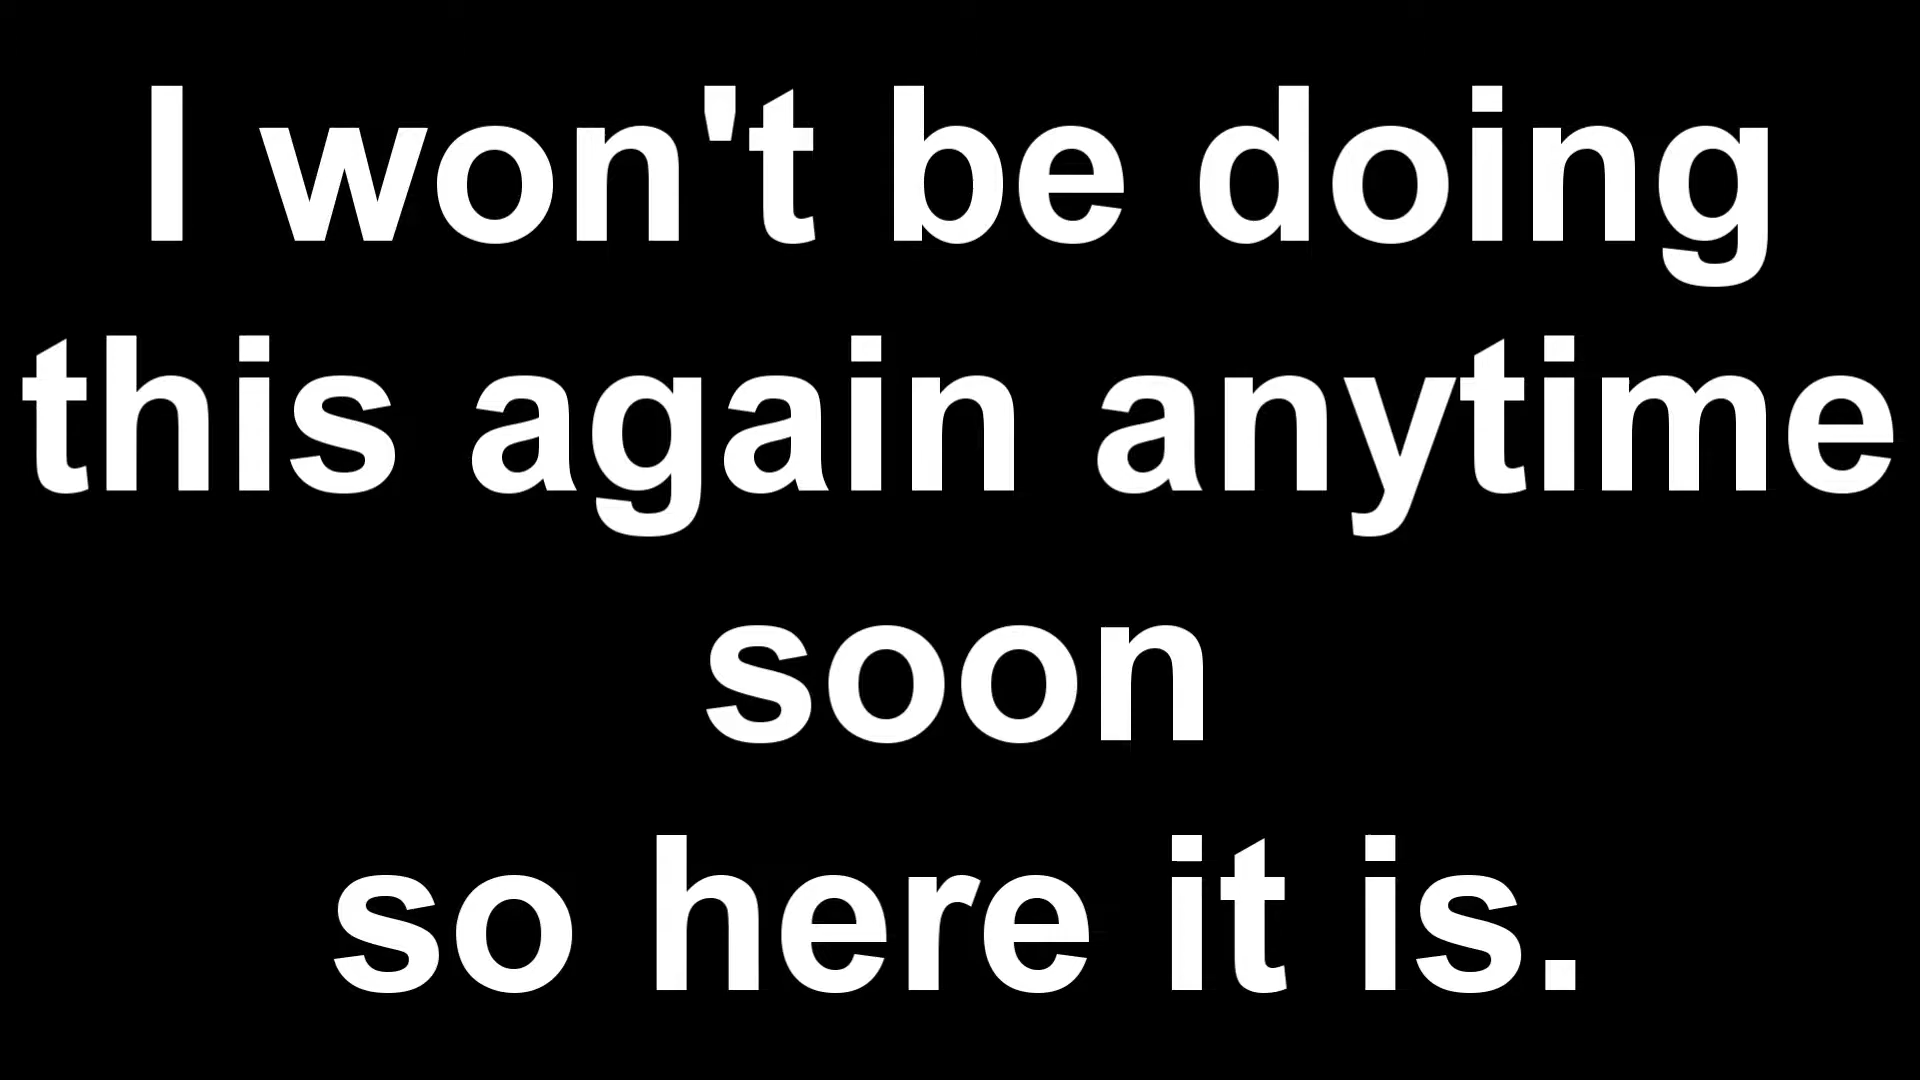 I won't be doing
this again anytime
soon
so here it is.